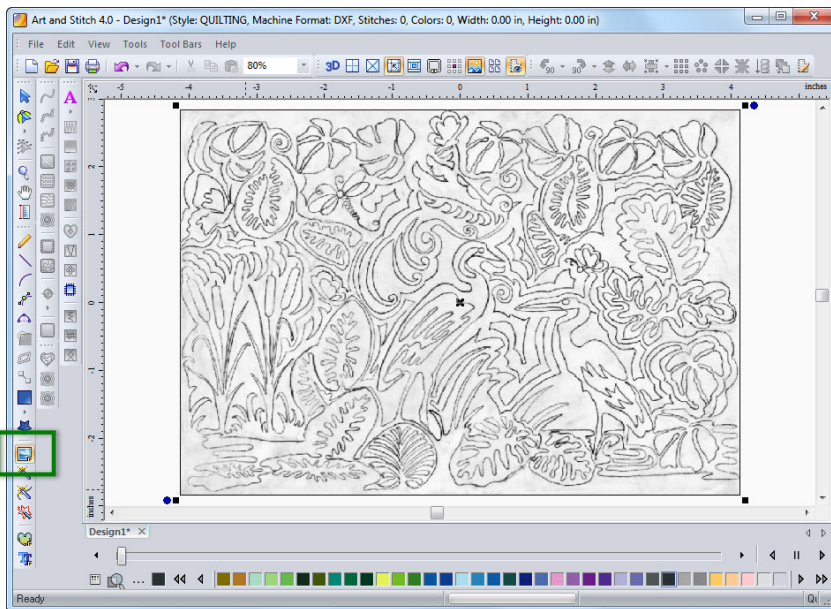 Art and Stitch 4.0 - Design1* (Style: QUILTING, Machine Format: DXF, Stitches: 0, Colors: 0, Width: 0.00 in, Height: 0.00 in)
File Edit View Tools Tool Bars Help
80% 3D 90 90
-5 -4 -3 -2 -1 0 1 2 3 4 inches
A
2
1
0
-1
-2
inches
Design1*
...
Ready